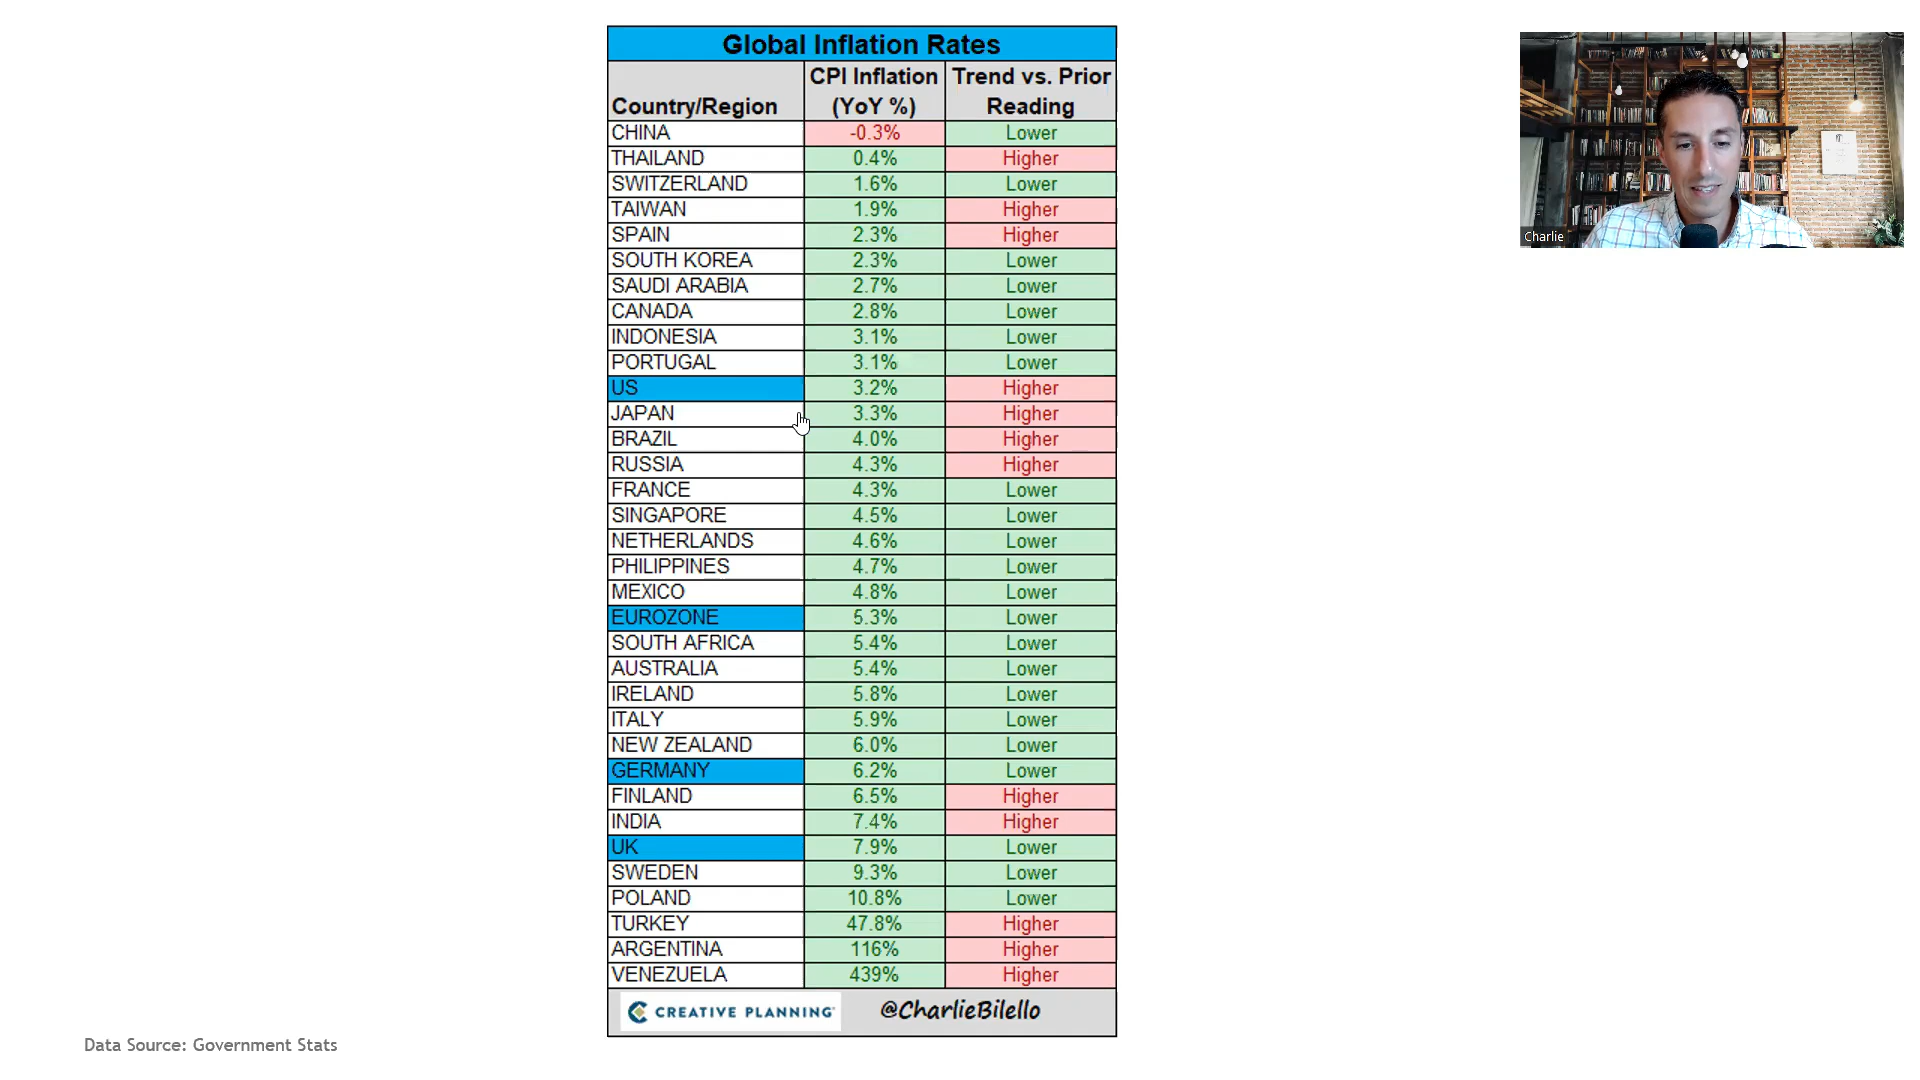 Global Inflation Rates
Country/Region CPI Inflation (YoY %) Trend vs. Prior Reading
CHINA -0.3% Lower
THAILAND 0.4% Higher
SWITZERLAND 1.6% Lower
TAIWAN 1.9% Higher
SPAIN 2.3% Higher
SOUTH KOREA 2.3% Lower
SAUDI ARABIA 2.7% Lower
CANADA 2.8% Lower
INDONESIA 3.1% Lower
PORTUGAL 3.1% Lower
US 3.2% Higher
JAPAN 3.3% Higher
BRAZIL 4.0% Higher
RUSSIA 4.3% Higher
FRANCE 4.3% Lower
SINGAPORE 4.5% Lower
NETHERLANDS 4.6% Lower
PHILIPPINES 4.7% Lower
MEXICO 4.8% Lower
EUROZONE 5.3% Lower
SOUTH AFRICA 5.4% Lower
AUSTRALIA 5.4% Lower
IRELAND 5.8% Lower
ITALY 5.9% Lower
NEW ZEALAND 6.0% Lower
GERMANY 6.2% Lower
FINLAND 6.5% Higher
INDIA 7.4% Higher
UK 7.9% Lower
SWEDEN 9.3% Lower
POLAND 10.8% Lower
TURKEY 47.8% Higher
ARGENTINA 116% Higher
VENEZUELA 439% Higher
CREATIVE PLANNING @CharlieBilello
Data Source: Government Stats
Charlie